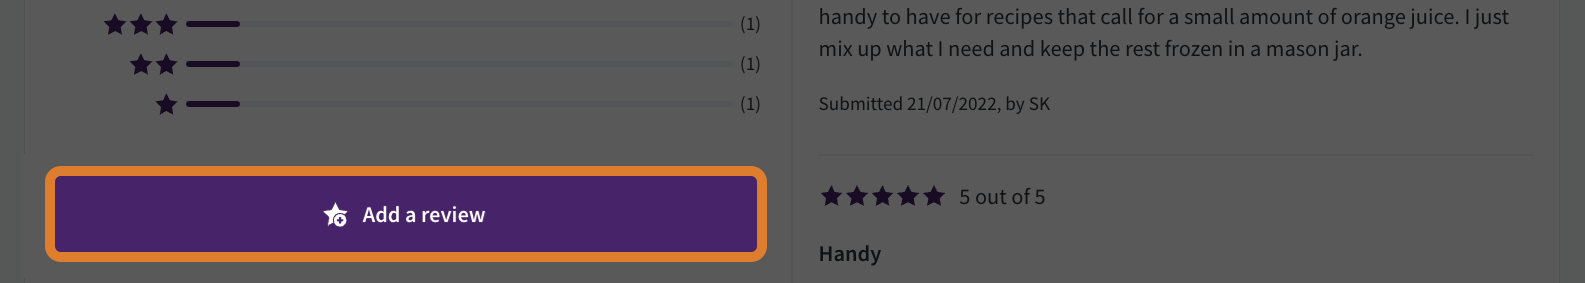 (1)
(1)
(1)
Add a review
handy to have for recipes that call for a small amount of orange juice. I just
mix up what I need and keep the rest frozen in a mason jar.
Submitted 21/07/2022, by SK
5 out of 5
Handy